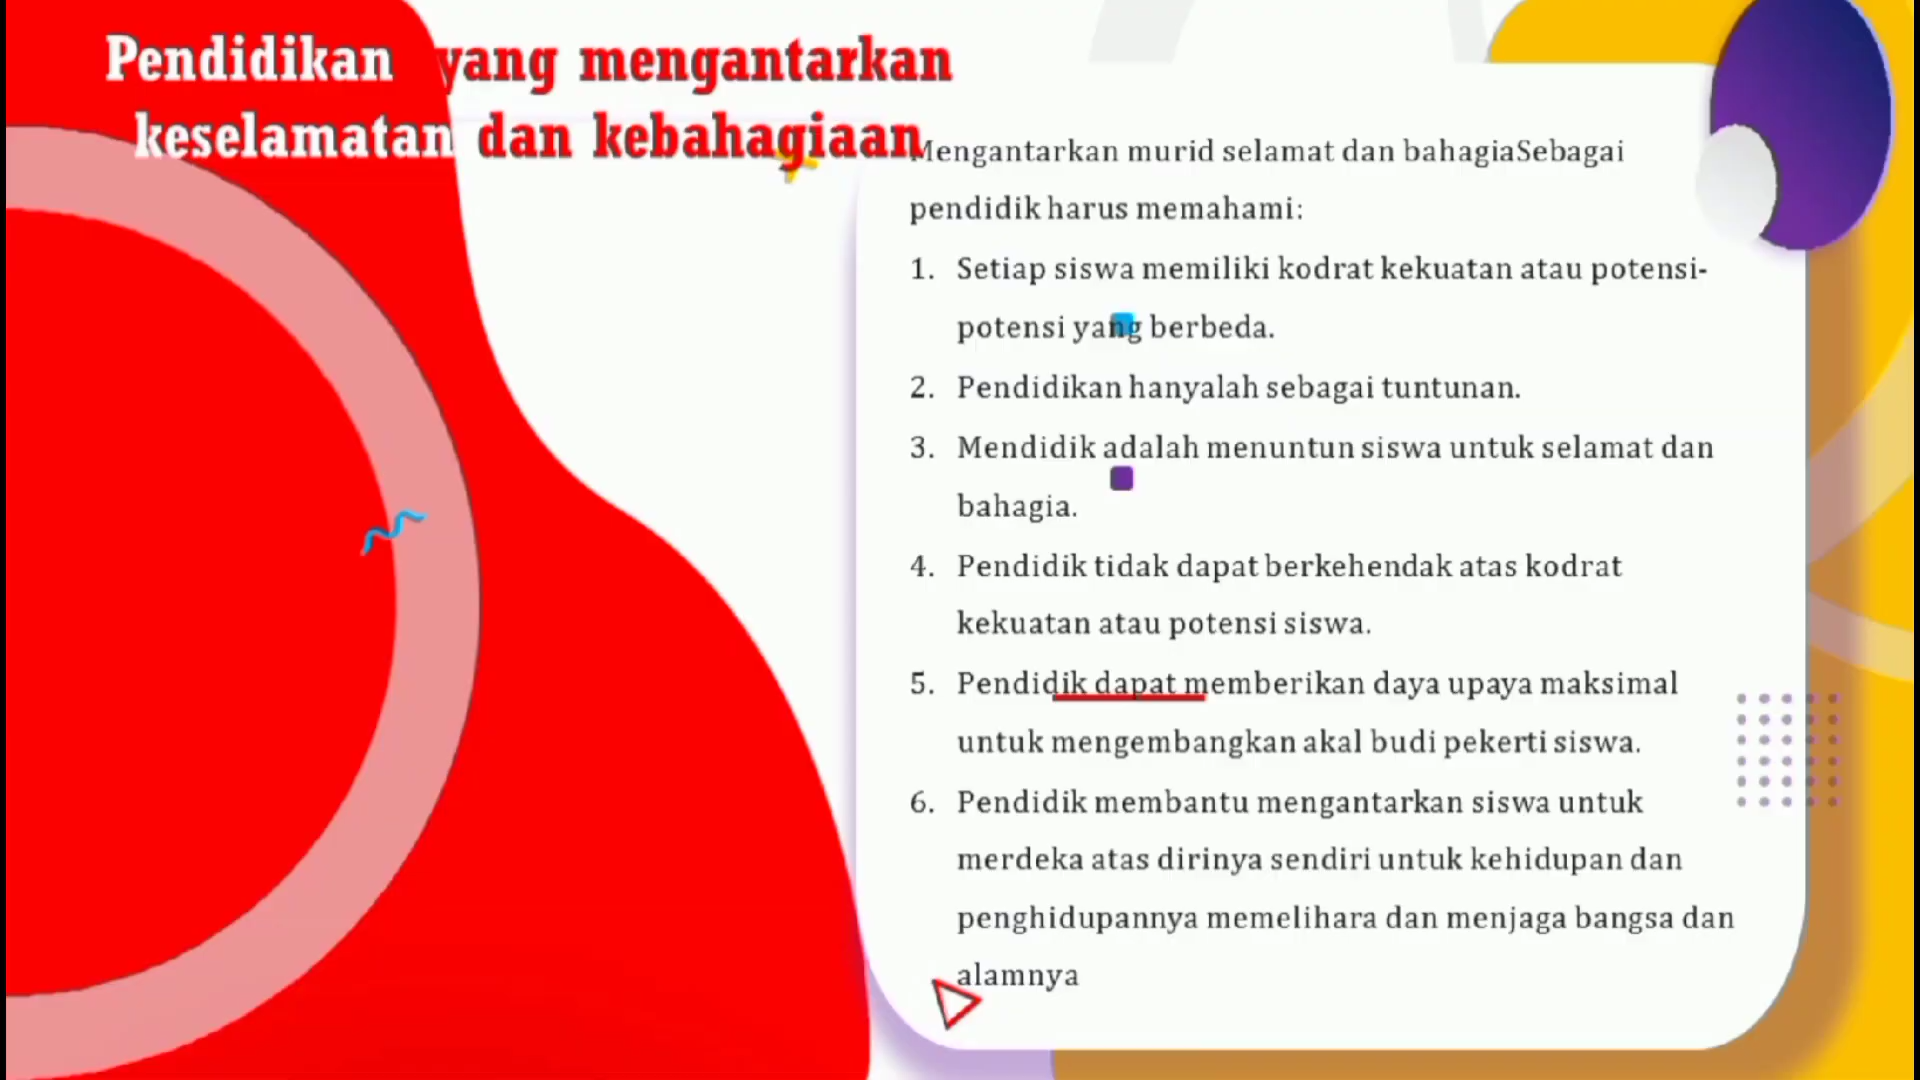 Pendidikan yang mengantarkan
keselamatan dan kebahagiaan
Mengantarkan murid selamat dan bahagiaSebagai
pendidik harus memahami:
1. Setiap siswa memiliki kodrat kekuatan atau potensi-
potensi yang berbeda.
2. Pendidikan hanyalah sebagai tuntunan.
3. Mendidik adalah menuntun siswa untuk selamat dan
bahagia.
4. Pendidik tidak dapat berkehendak atas kodrat
kekuatan atau potensi siswa.
5. Pendidik dapat memberikan daya upaya maksimal
untuk mengembangkan akal budi pekerti siswa.
6. Pendidik membantu mengantarkan siswa untuk
merdeka atas dirinya sendiri untuk kehidupan dan
penghidupannya memelihara dan menjaga bangsa dan
alamnya